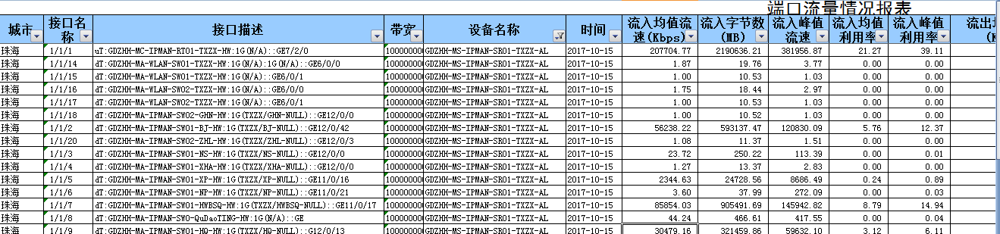 端口流量情况报表
城市 接口名称 接口描述 带宽 设备名称 时间 流入均值流速(Kbps) 流入字节数(MB) 流入峰值流速 流入均值利用率 流入峰值利用率
珠海 1/1/1 uT:GDZHH-MC-IPMAN-RT01-TXZX-HW:1G(N/A)::GE7/2/0 100000000 GDZHH-MS-IPMAN-SR01-TXZX-AL 2017-10-15 207704.77 2190636.21 381956.87 21.27 39.11
珠海 1/1/14 dT:GDZHH-MA-WLAN-SW01-TXZX-HW:1G(N/A):1G(N/A)::GE6/0/0 100000000 GDZHH-MS-IPMAN-SR01-TXZX-AL 2017-10-15 1.87 19.76 3.77 0.00 0.00
珠海 1/1/15 dT:GDZHH-MA-WLAN-SW01-TXZX-HW:1G(N/A)::GE6/0/1 100000000 GDZHH-MS-IPMAN-SR01-TXZX-AL 2017-10-15 1.00 10.53 1.03 0.00 0.00
珠海 1/1/16 dT:GDZHH-MA-WLAN-SW02-TXZX-HW:1G(N/A)::GE6/0/0 100000000 GDZHH-MS-IPMAN-SR01-TXZX-AL 2017-10-15 1.75 18.44 2.97 0.00 0.00
珠海 1/1/17 dT:GDZHH-MA-WLAN-SW02-TXZX-HW:1G(N/A)::GE6/0/1 100000000 GDZHH-MS-IPMAN-SR01-TXZX-AL 2017-10-15 1.00 10.53 1.03 0.00 0.00
珠海 1/1/18 dT:GDZHH-MA-IPMAN-SW02-GHN-HW:1G(TXZX/GHN-NULL)::GE12/0/0 100000000 GDZHH-MS-IPMAN-SR01-TXZX-AL 2017-10-15 1.00 10.52 1.03 0.00 0.00
珠海 1/1/2 dT:GDZHH-MA-IPMAN-SW01-BJ-HW:1G(TXZX/BJ-NULL)::GE12/0/42 100000000 GDZHH-MS-IPMAN-SR01-TXZX-AL 2017-10-15 56238.22 593137.47 120830.09 5.76 12.37
珠海 1/1/20 dT:GDZHH-MA-IPMAN-SW02-ZHL-HW:1G(TXZX/ZHL-NULL)::GE12/0/3 100000000 GDZHH-MS-IPMAN-SR01-TXZX-AL 2017-10-15 1.08 11.37 1.51 0.00 0.00
珠海 1/1/3 dT:GDZHH-MA-IPMAN-SW01-NS-HW:1G(TXZX/NS-NULL)::GE12/0/0 100000000 GDZHH-MS-IPMAN-SR01-TXZX-AL 2017-10-15 23.72 250.22 113.39 0.00 0.01
珠海 1/1/4 dT:GDZHH-MA-IPMAN-SW01-XHA-HW:1G(TXZX/XHA-NULL)::GE12/0/0 100000000 GDZHH-MS-IPMAN-SR01-TXZX-AL 2017-10-15 1.27 13.37 2.83 0.00 0.00
珠海 1/1/5 dT:GDZHH-MA-IPMAN-SW01-XP-HW:1G(TXZX/XP-NULL)::GE11/0/16 100000000 GDZHH-MS-IPMAN-SR01-TXZX-AL 2017-10-15 2344.63 24728.56 8686.49 0.24 0.89
珠海 1/1/6 dT:GDZHH-MA-IPMAN-SW01-NP-HW:1G(TXZX/NP-NULL)::GE11/0/21 100000000 GDZHH-MS-IPMAN-SR01-TXZX-AL 2017-10-15 3.60 37.99 272.09 0.00 0.03
珠海 1/1/7 dT:GDZHH-MA-IPMAN-SW01-HWBSQ-HW:1G(TXZX/HWBSQ-NULL)::GE11/0/17 100000000 GDZHH-MS-IPMAN-SR01-TXZX-AL 2017-10-15 85854.03 905491.69 145942.82 8.79 14.94
珠海 1/1/8 dT:GDZHH-MA-IPMAN-SW0-QuDaoTING-HW:1G(N/A)::GE 100000000 GDZHH-MS-IPMAN-SR01-TXZX-AL 2017-10-15 44.24 466.61 417.55 0.00 0.04
珠海 1/1/9 dT:GDZHH-MA-IPMAN-SW01-HQ-HW:1G(TXZX/HQ-NULL)::G12/0/13 100000000 GDZHH-MS-IPMAN-SR01-TXZX-AL 2017-10-15 30479.16 321459.86 59632.10 3.12 6.11